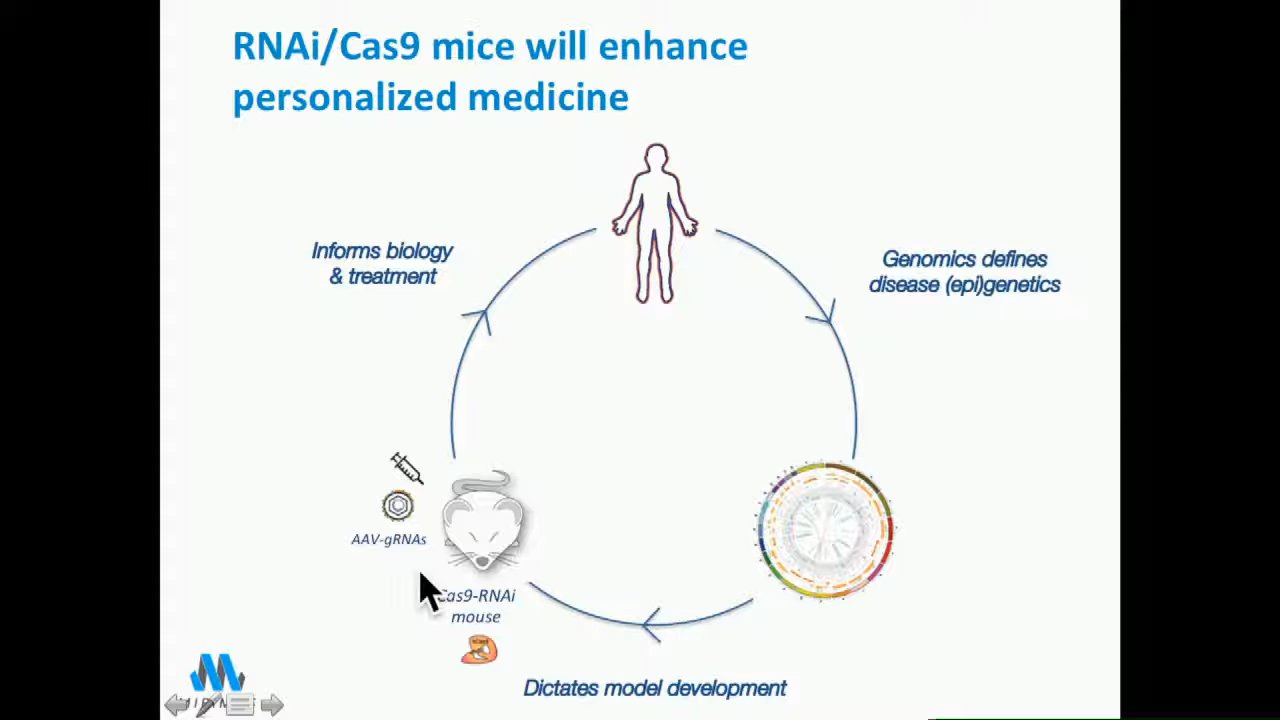 RNAi/Cas9 mice will enhance
personalized medicine
Informs biology
& treatment
Genomics defines
disease (epi)genetics
AAV-gRNAs
Cas9-RNAi
mouse
Dictates model development